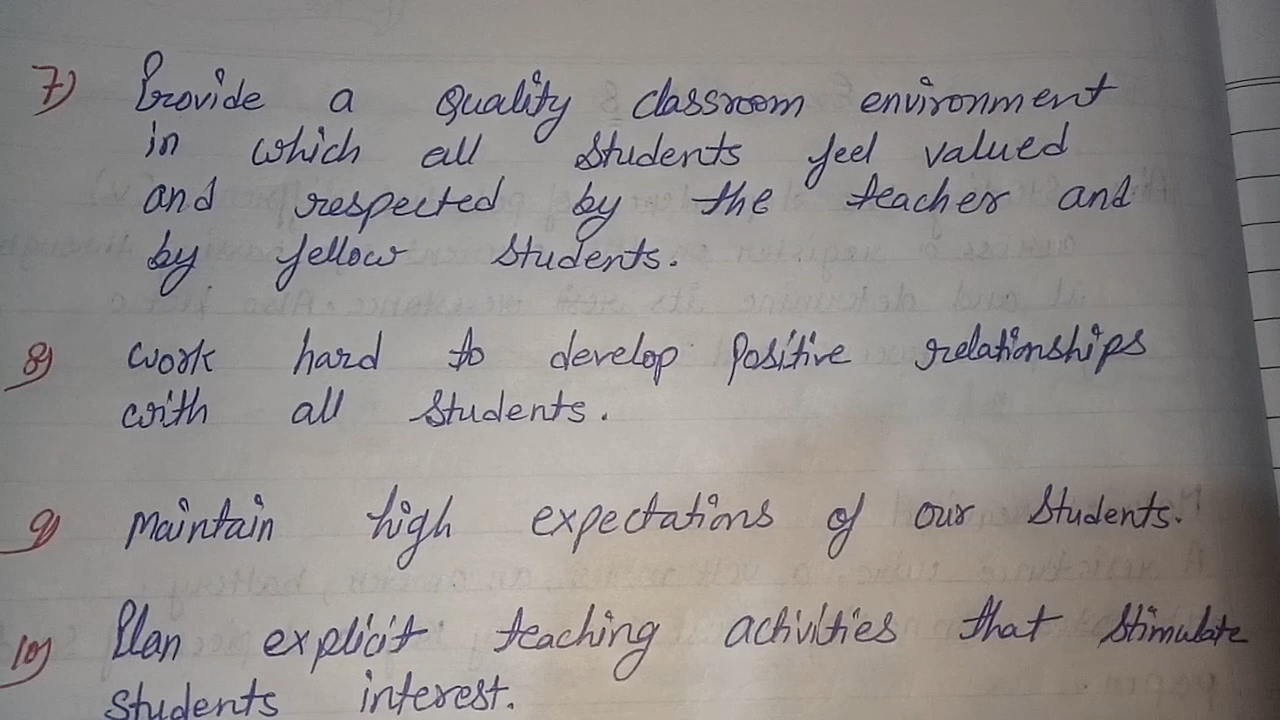 7) Provide a quality classroom environment
in which all students feel valued
and respected by the teacher and
by fellow students.
8) work hard to develop positive relationships
with all students.
9) Maintain high expectations of our students.
10) Plan explicit teaching activities that stimulate
students interest.